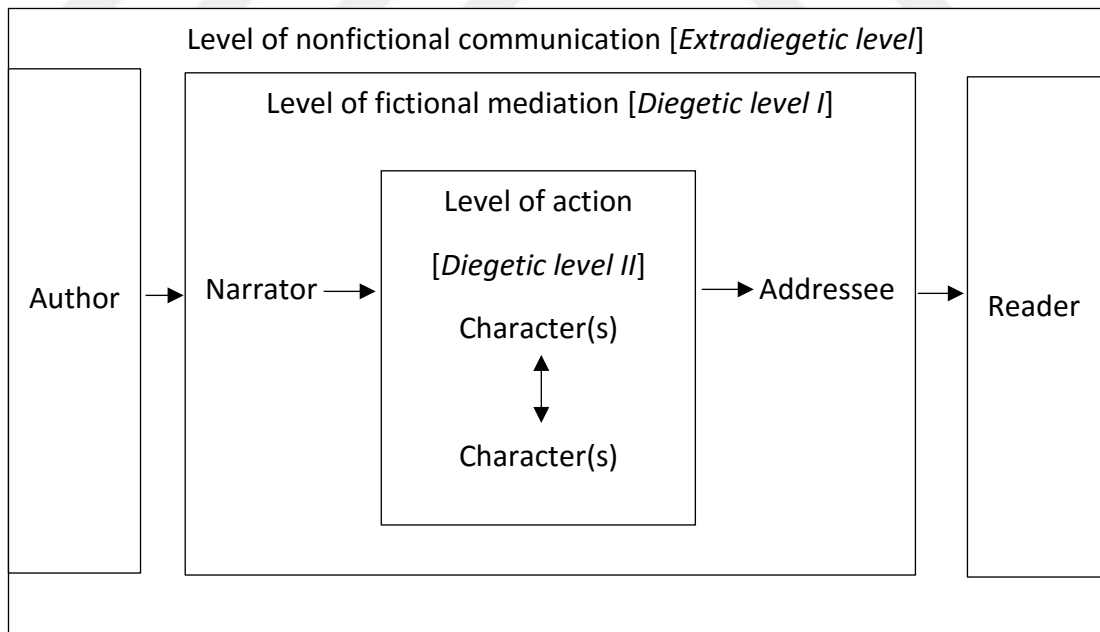 Level of nonfictional communication [Extradiegetic level]
Level of fictional mediation [Diegetic level I]
Level of action
[Diegetic level II]
Author
Narrator
Addressee
Reader
Character(s)
Character(s)